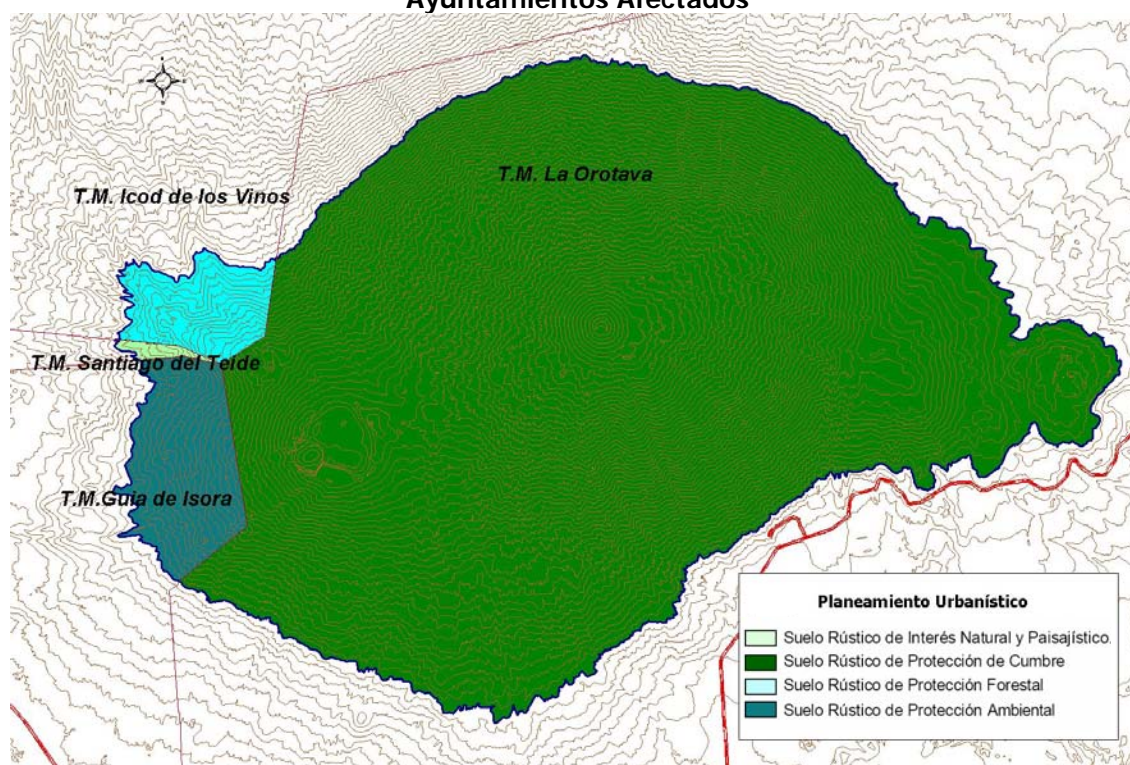 Ayuntamientos Afectados
T.M. La Orotava
T.M. Icod de los Vinos
T.M. Santiago del Teide
T.M.Guia de Isora
Planeamiento Urbanístico
Suelo Rústico de Interés Natural y Paisajístico.
Suelo Rústico de Protección de Cumbre
Suelo Rústico de Protección Forestal
Suelo Rústico de Protección Ambiental